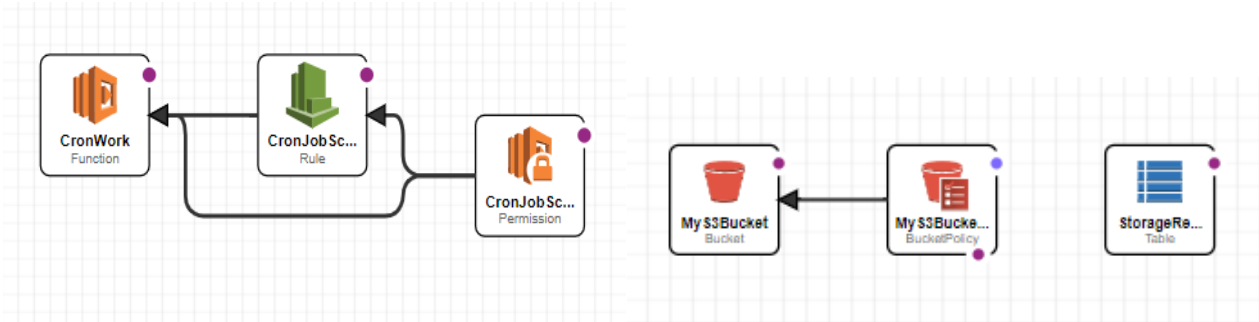 CronWork
Function
CronJobSc...
Rule
CronJobSc...
Permission
MyS3Bucket
Bucket
MyS3Bucke...
BucketPolicy
StorageRe...
Table